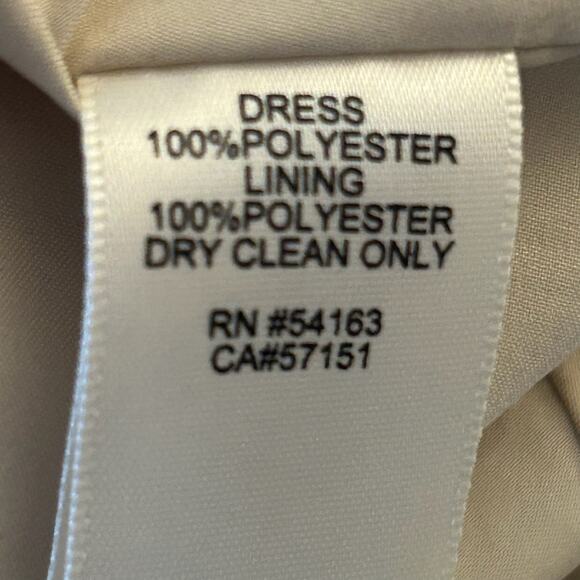 DRESS
100%POLYESTER
LINING
100%POLYESTER
DRY CLEAN ONLY
RN #54163
CA#57151